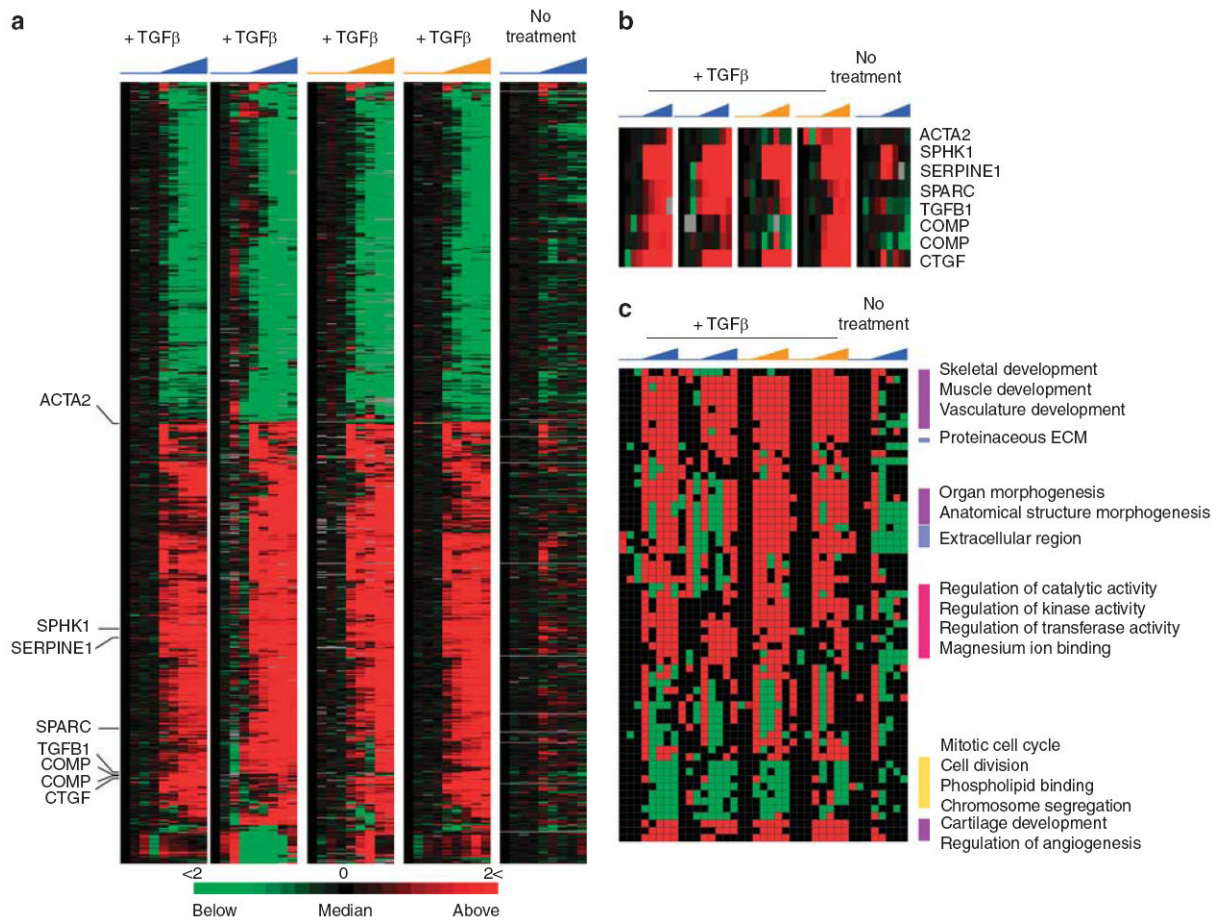 a
+ TGFβ
+ TGFβ
+ TGFβ
+ TGFβ
No
treatment
ACTA2
SPHK1
SERPINE1
SPARC
TGFB1
COMP
COMP
CTGF
<2
0
2<
Below
Median
Above
b
+ TGFβ
No
treatment
ACTA2
SPHK1
SERPINE1
SPARC
TGFB1
COMP
COMP
CTGF
c
+ TGFβ
No
treatment
Skeletal development
Muscle development
Vasculature development
Proteinaceous ECM
Organ morphogenesis
Anatomical structure morphogenesis
Extracellular region
Regulation of catalytic activity
Regulation of kinase activity
Regulation of transferase activity
Magnesium ion binding
Mitotic cell cycle
Cell division
Phospholipid binding
Chromosome segregation
Cartilage development
Regulation of angiogenesis